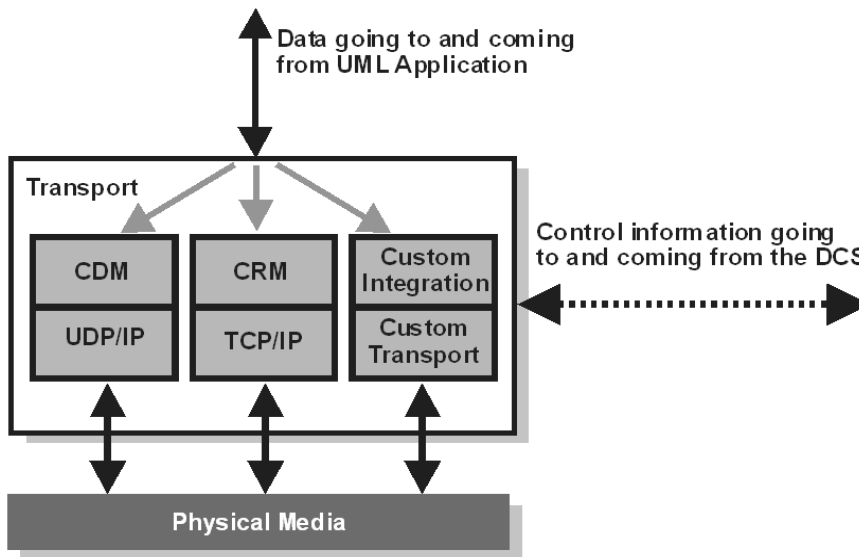 Data going to and coming
from UML Application
Transport
Control information going
to and coming from the DCS
CDM
CRM
Custom
Integration
UDP/IP
TCP/IP
Custom
Transport
Physical Media